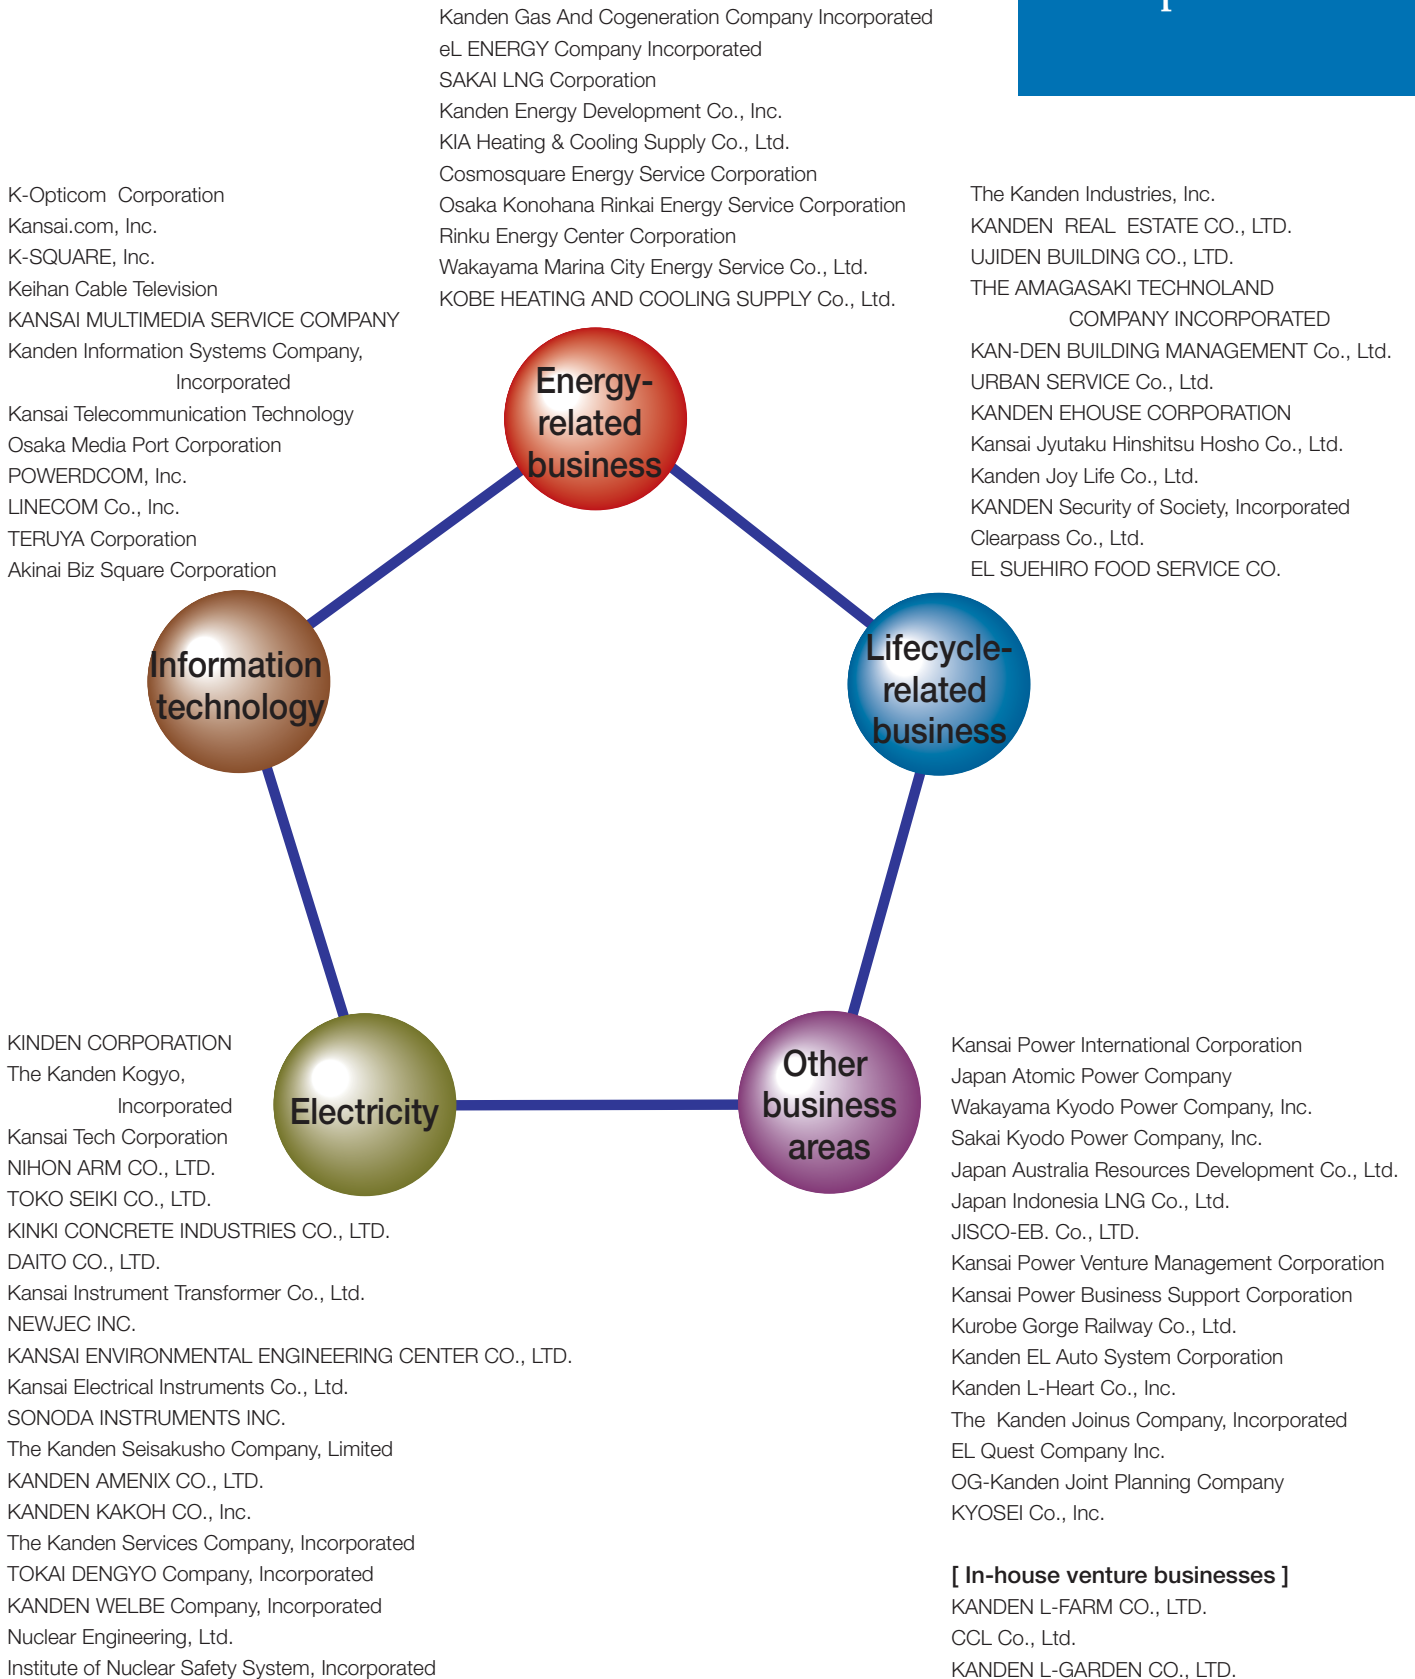 Kanden Gas And Cogeneration Company Incorporated
eL ENERGY Company Incorporated
SAKAI LNG Corporation
Kanden Energy Development Co., Inc.
KIA Heating & Cooling Supply Co., Ltd.
Cosmosquare Energy Service Corporation
Osaka Konohana Rinkai Energy Service Corporation
Rinku Energy Center Corporation
Wakayama Marina City Energy Service Co., Ltd.
KOBE HEATING AND COOLING SUPPLY Co., Ltd.
K-Opticom Corporation
Kansai.com, Inc.
K-SQUARE, Inc.
Keihan Cable Television
KANSAI MULTIMEDIA SERVICE COMPANY
Kanden Information Systems Company,
Incorporated
Kansai Telecommunication Technology
Osaka Media Port Corporation
POWERDCOM, Inc.
LINECOM Co., Inc.
TERUYA Corporation
Akinai Biz Square Corporation
The Kanden Industries, Inc.
KANDEN REAL ESTATE CO., LTD.
UJIDEN BUILDING CO., LTD.
THE AMAGASAKI TECHNOLAND
COMPANY INCORPORATED
KAN-DEN BUILDING MANAGEMENT Co., Ltd.
URBAN SERVICE Co., Ltd.
KANDEN EHOUSE CORPORATION
Kansai Jyutaku Hinshitsu Hosho Co., Ltd.
Kanden Joy Life Co., Ltd.
KANDEN Security of Society, Incorporated
Clearpass Co., Ltd.
EL SUEHIRO FOOD SERVICE CO.
Energy-
related
business
Information
technology
Lifecycle-
related
business
Electricity
Other
business
areas
KINDEN CORPORATION
The Kanden Kogyo,
Incorporated
Kansai Tech Corporation
NIHON ARM CO., LTD.
TOKO SEIKI CO., LTD.
KINKI CONCRETE INDUSTRIES CO., LTD.
DAITO CO., LTD.
Kansai Instrument Transformer Co., Ltd.
NEWJEC INC.
KANSAI ENVIRONMENTAL ENGINEERING CENTER CO., LTD.
Kansai Electrical Instruments Co., Ltd.
SONODA INSTRUMENTS INC.
The Kanden Seisakusho Company, Limited
KANDEN AMENIX CO., LTD.
KANDEN KAKOH CO., Inc.
The Kanden Services Company, Incorporated
TOKAI DENGYO Company, Incorporated
KANDEN WELBE Company, Incorporated
Nuclear Engineering, Ltd.
Institute of Nuclear Safety System, Incorporated
Kansai Power International Corporation
Japan Atomic Power Company
Wakayama Kyodo Power Company, Inc.
Sakai Kyodo Power Company, Inc.
Japan Australia Resources Development Co., Ltd.
Japan Indonesia LNG Co., Ltd.
JISCO-EB. Co., LTD.
Kansai Power Venture Management Corporation
Kansai Power Business Support Corporation
Kurobe Gorge Railway Co., Ltd.
Kanden EL Auto System Corporation
Kanden L-Heart Co., Inc.
The Kanden Joinus Company, Incorporated
EL Quest Company Inc.
OG-Kanden Joint Planning Company
KYOSEI Co., Inc.
[ In-house venture businesses ]
KANDEN L-FARM CO., LTD.
CCL Co., Ltd.
KANDEN L-GARDEN CO., LTD.